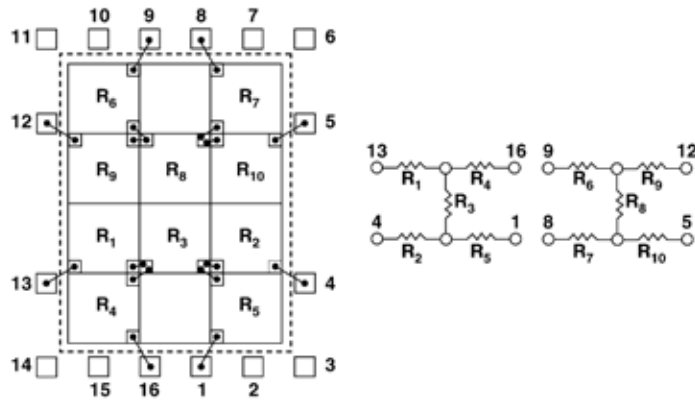 10 9 8 7
11 6
R6 R7
12 5
R9 R8 R10
R1 R3 R2
13 4
R4 R5
14 3
15 16 1 2
13 16 9 12
R1 R4 R6 R9
R3 R8
4 1 8 5
R2 R5 R7 R10